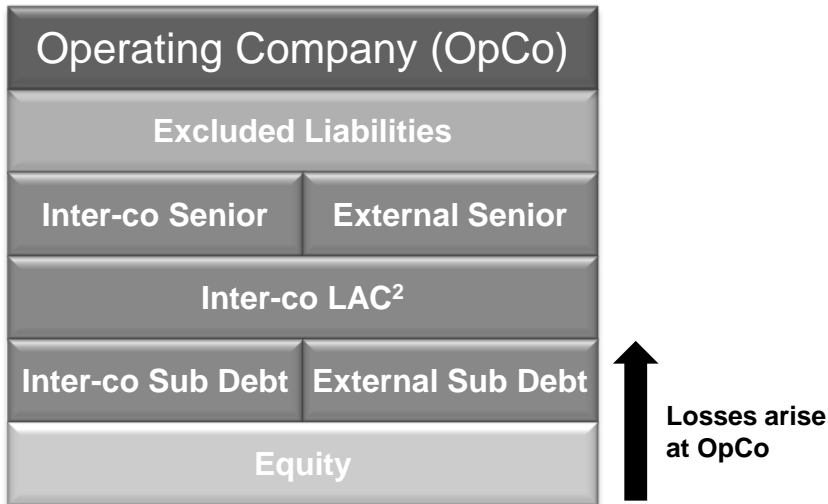 Operating Company (OpCo)
Excluded Liabilities
Inter-co Senior
External Senior
Inter-co LAC²
Inter-co Sub Debt
External Sub Debt
Equity
Losses arise
at OpCo